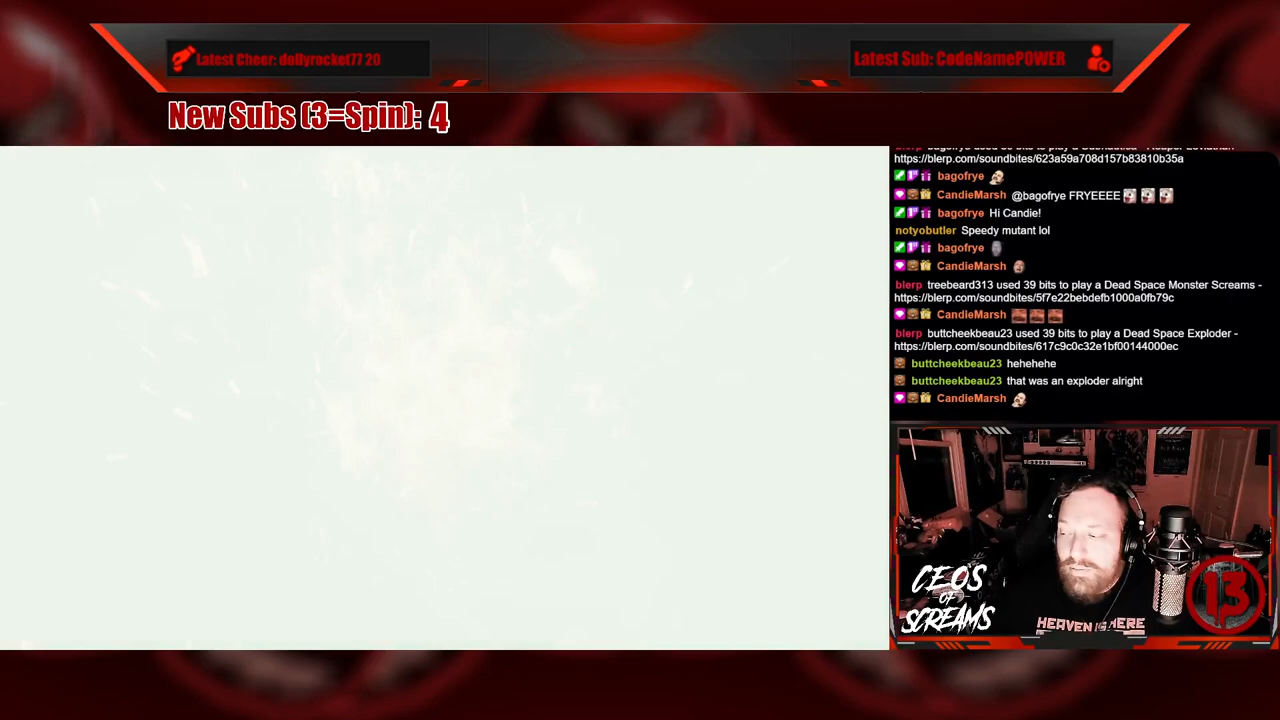 Latest Cheer: dollyrocket77 20
Latest Sub: CodeNamePOWER
New Subs (3=Spin): 4
https://blerp.com/soundbites/623a59a708d157b83810b35a
bagofrye
CandieMarsh @bagofrye FRYEEEE
bagofrye Hi Candie!
notyobutler Speedy mutant lol
bagofrye
CandieMarsh
blerp treebeard313 used 39 bits to play a Dead Space Monster Screams -
https://blerp.com/soundbites/5f7e22bebdefb1000a0fb79c
CandieMarsh
blerp buttcheekbeau23 used 39 bits to play a Dead Space Exploder -
https://blerp.com/soundbites/617c9c0c32e1bf00144000ec
buttcheekbeau23 hehehehe
buttcheekbeau23 that was an exploder alright
CandieMarsh
CEOS
OF
SCREAMS
HEAVEN IS HERE
13